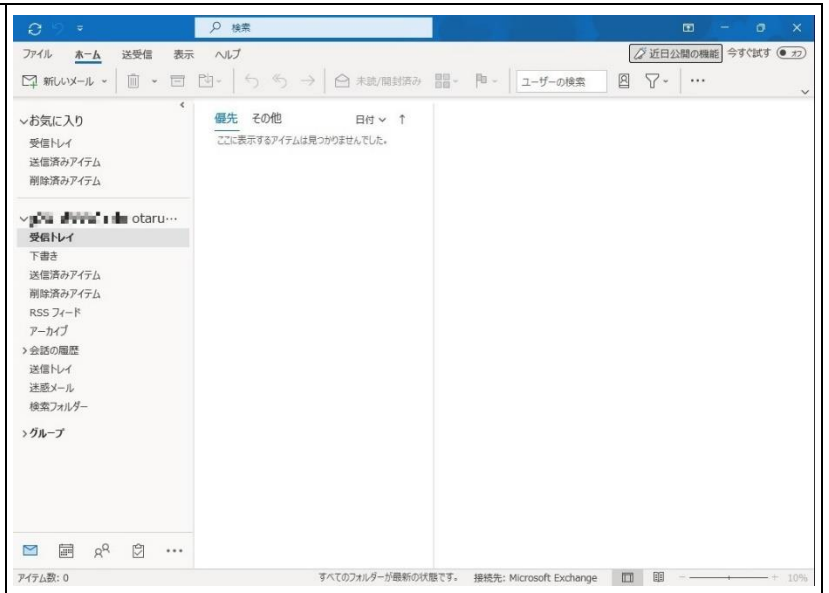 検索
ファイル ホーム 送受信 表示 ヘルプ
近日公開の機能 今すぐ試す オフ
新しいメール 未読/開封済み ユーザーの検索
お気に入り
受信トレイ
送信済みアイテム
削除済みアイテム
優先 その他 日付
ここに表示するアイテムは見つかりませんでした。
otaru…
受信トレイ
下書き
送信済みアイテム
削除済みアイテム
RSS フィード
アーカイブ
会話の履歴
送信トレイ
迷惑メール
検索フォルダー
グループ
アイテム数: 0 すべてのフォルダーが最新の状態です。 接続先: Microsoft Exchange 10%